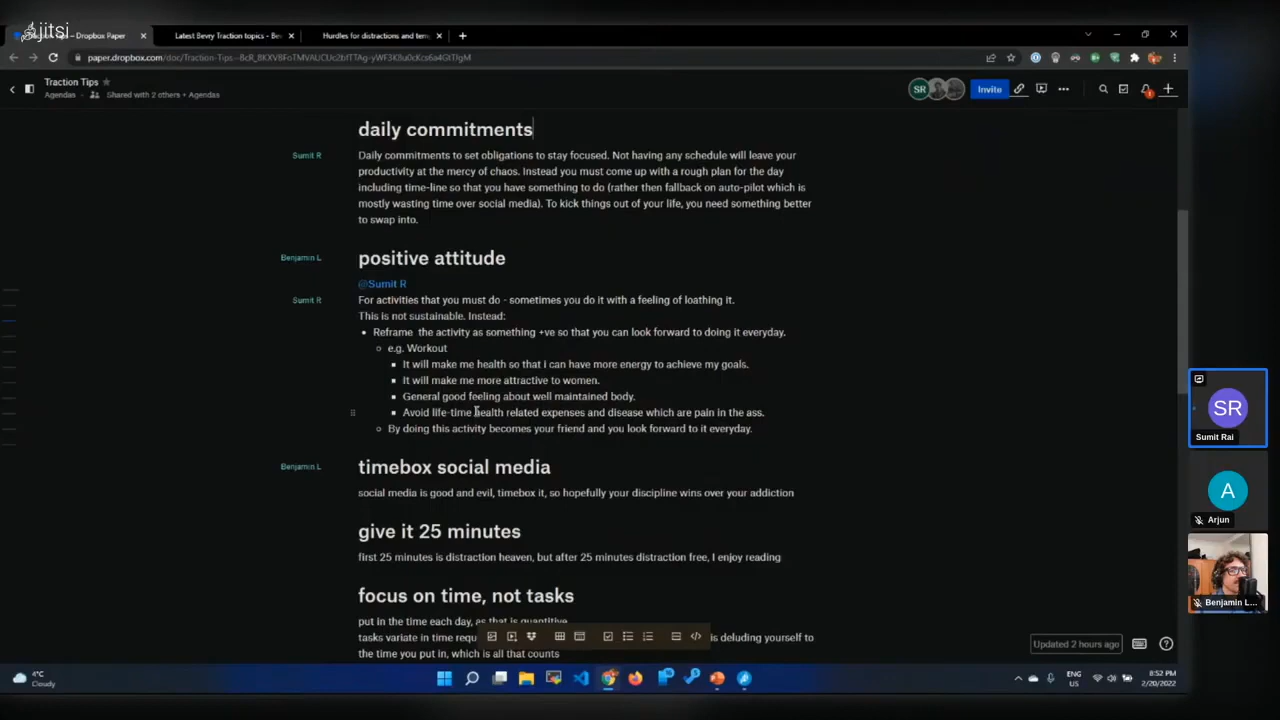 jitsi
Tips – Dropbox Paper
Latest Bevry Traction topics - Bev
Hurdles for distractions and tem
Traction Tips
Agendas
Shared with 2 others + Agendas
SR
Invite
daily commitments
Sumit R
Daily commitments to set obligations to stay focused. Not having any schedule will leave your
productivity at the mercy of chaos. Instead you must come up with a rough plan for the day
including time-line so that you have something to do (rather then fallback on auto-pilot which is
mostly wasting time over social media). To kick things out of your life, you need something better
to swap into.
Benjamin L
positive attitude
@Sumit R
Sumit R
For activities that you must do - sometimes you do it with a feeling of loathing it.
This is not sustainable. Instead:
Reframe the activity as something +ve so that you can look forward to doing it everyday.
e.g. Workout
It will make me health so that i can have more energy to achieve my goals.
It will make me more attractive to women.
General good feeling about well maintained body.
Avoid life-time health related expenses and disease which are pain in the ass.
By doing this activity becomes your friend and you look forward to it everyday.
Benjamin L
timebox social media
social media is good and evil, timebox it, so hopefully your discipline wins over your addiction
give it 25 minutes
first 25 minutes is distraction heaven, but after 25 minutes distraction free, I enjoy reading
focus on time, not tasks
put in the time each day, as that is quantitive
tasks variate in time requ is deluding yourself to
the time you put in, which is all that counts
Updated 2 hours ago
SR
Sumit Rai
A
Arjun
Benjamin L...
4°C
Cloudy
ENG
US
8:52 PM
2/20/2022